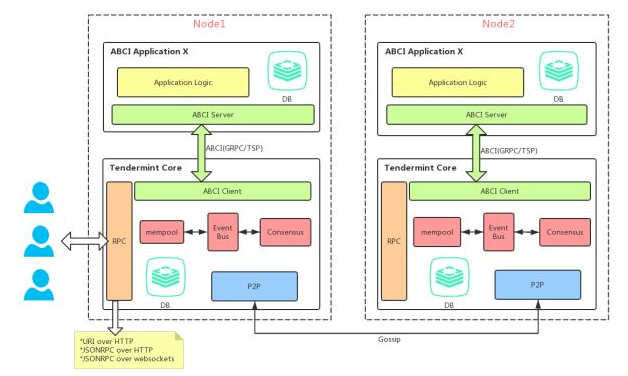 Node1
ABCI Application X
Application Logic
DB
ABCI Server
ABCI(GRPC/TSP)
Tendermint Core
ABCI Client
RPC
mempool
Event
Bus
Consensus
DB
P2P
*URI over HTTP
*JSONRPC over HTTP
*JSONRPC over websockets
Gossip
Node2
ABCI Application X
Application Logic
DB
ABCI Server
ABCI(GRPC/TSP)
Tendermint Core
ABCI Client
RPC
mempool
Event
Bus
Consensus
DB
P2P